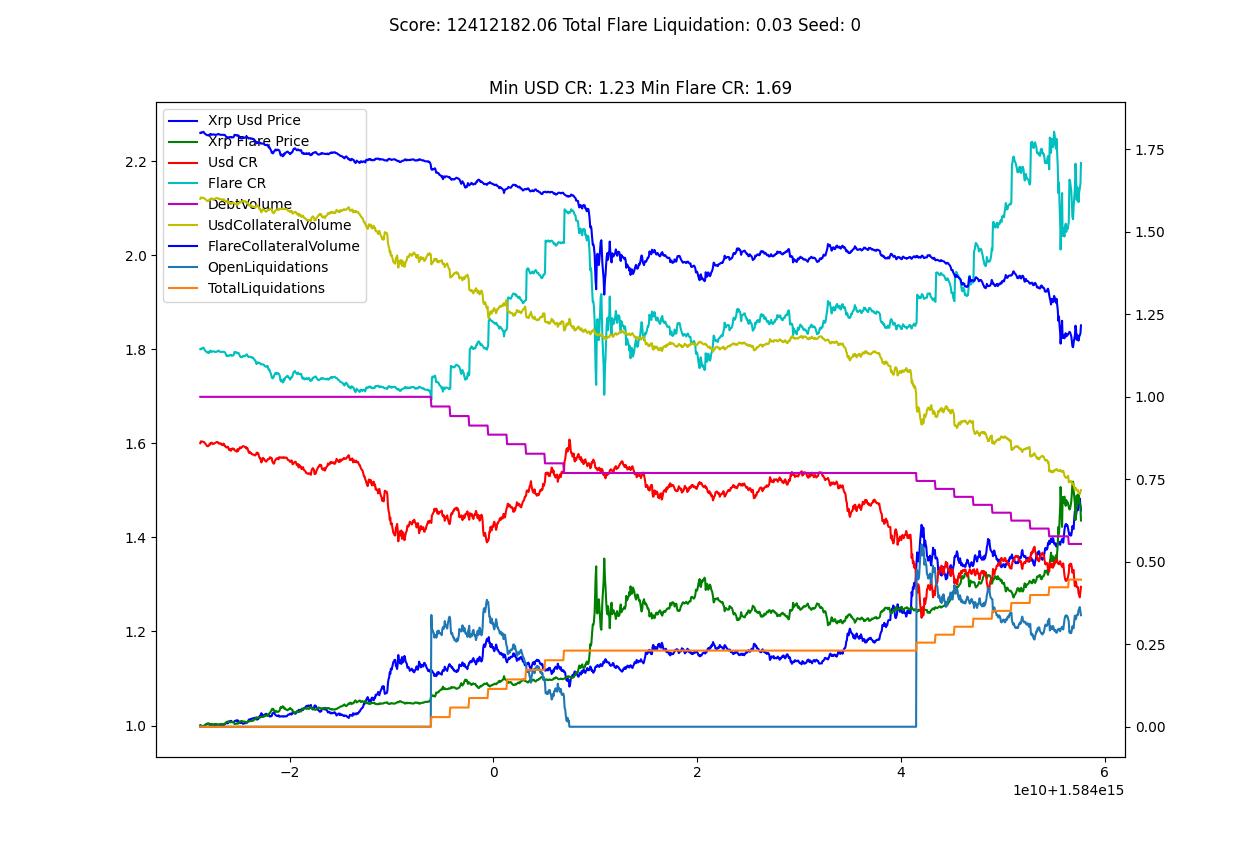 Score: 12412182.06 Total Flare Liquidation: 0.03 Seed: 0
Min USD CR: 1.23 Min Flare CR: 1.69
Xrp Usd Price
Xrp Flare Price
Usd CR
Flare CR
DebtVolume
UsdCollateralVolume
FlareCollateralVolume
OpenLiquidations
TotalLiquidations
2.2
2.0
1.8
1.6
1.4
1.2
1.0
1.75
1.50
1.25
1.00
0.75
0.50
0.25
0.00
−2
0
2
4
6
1e10+1.584e15